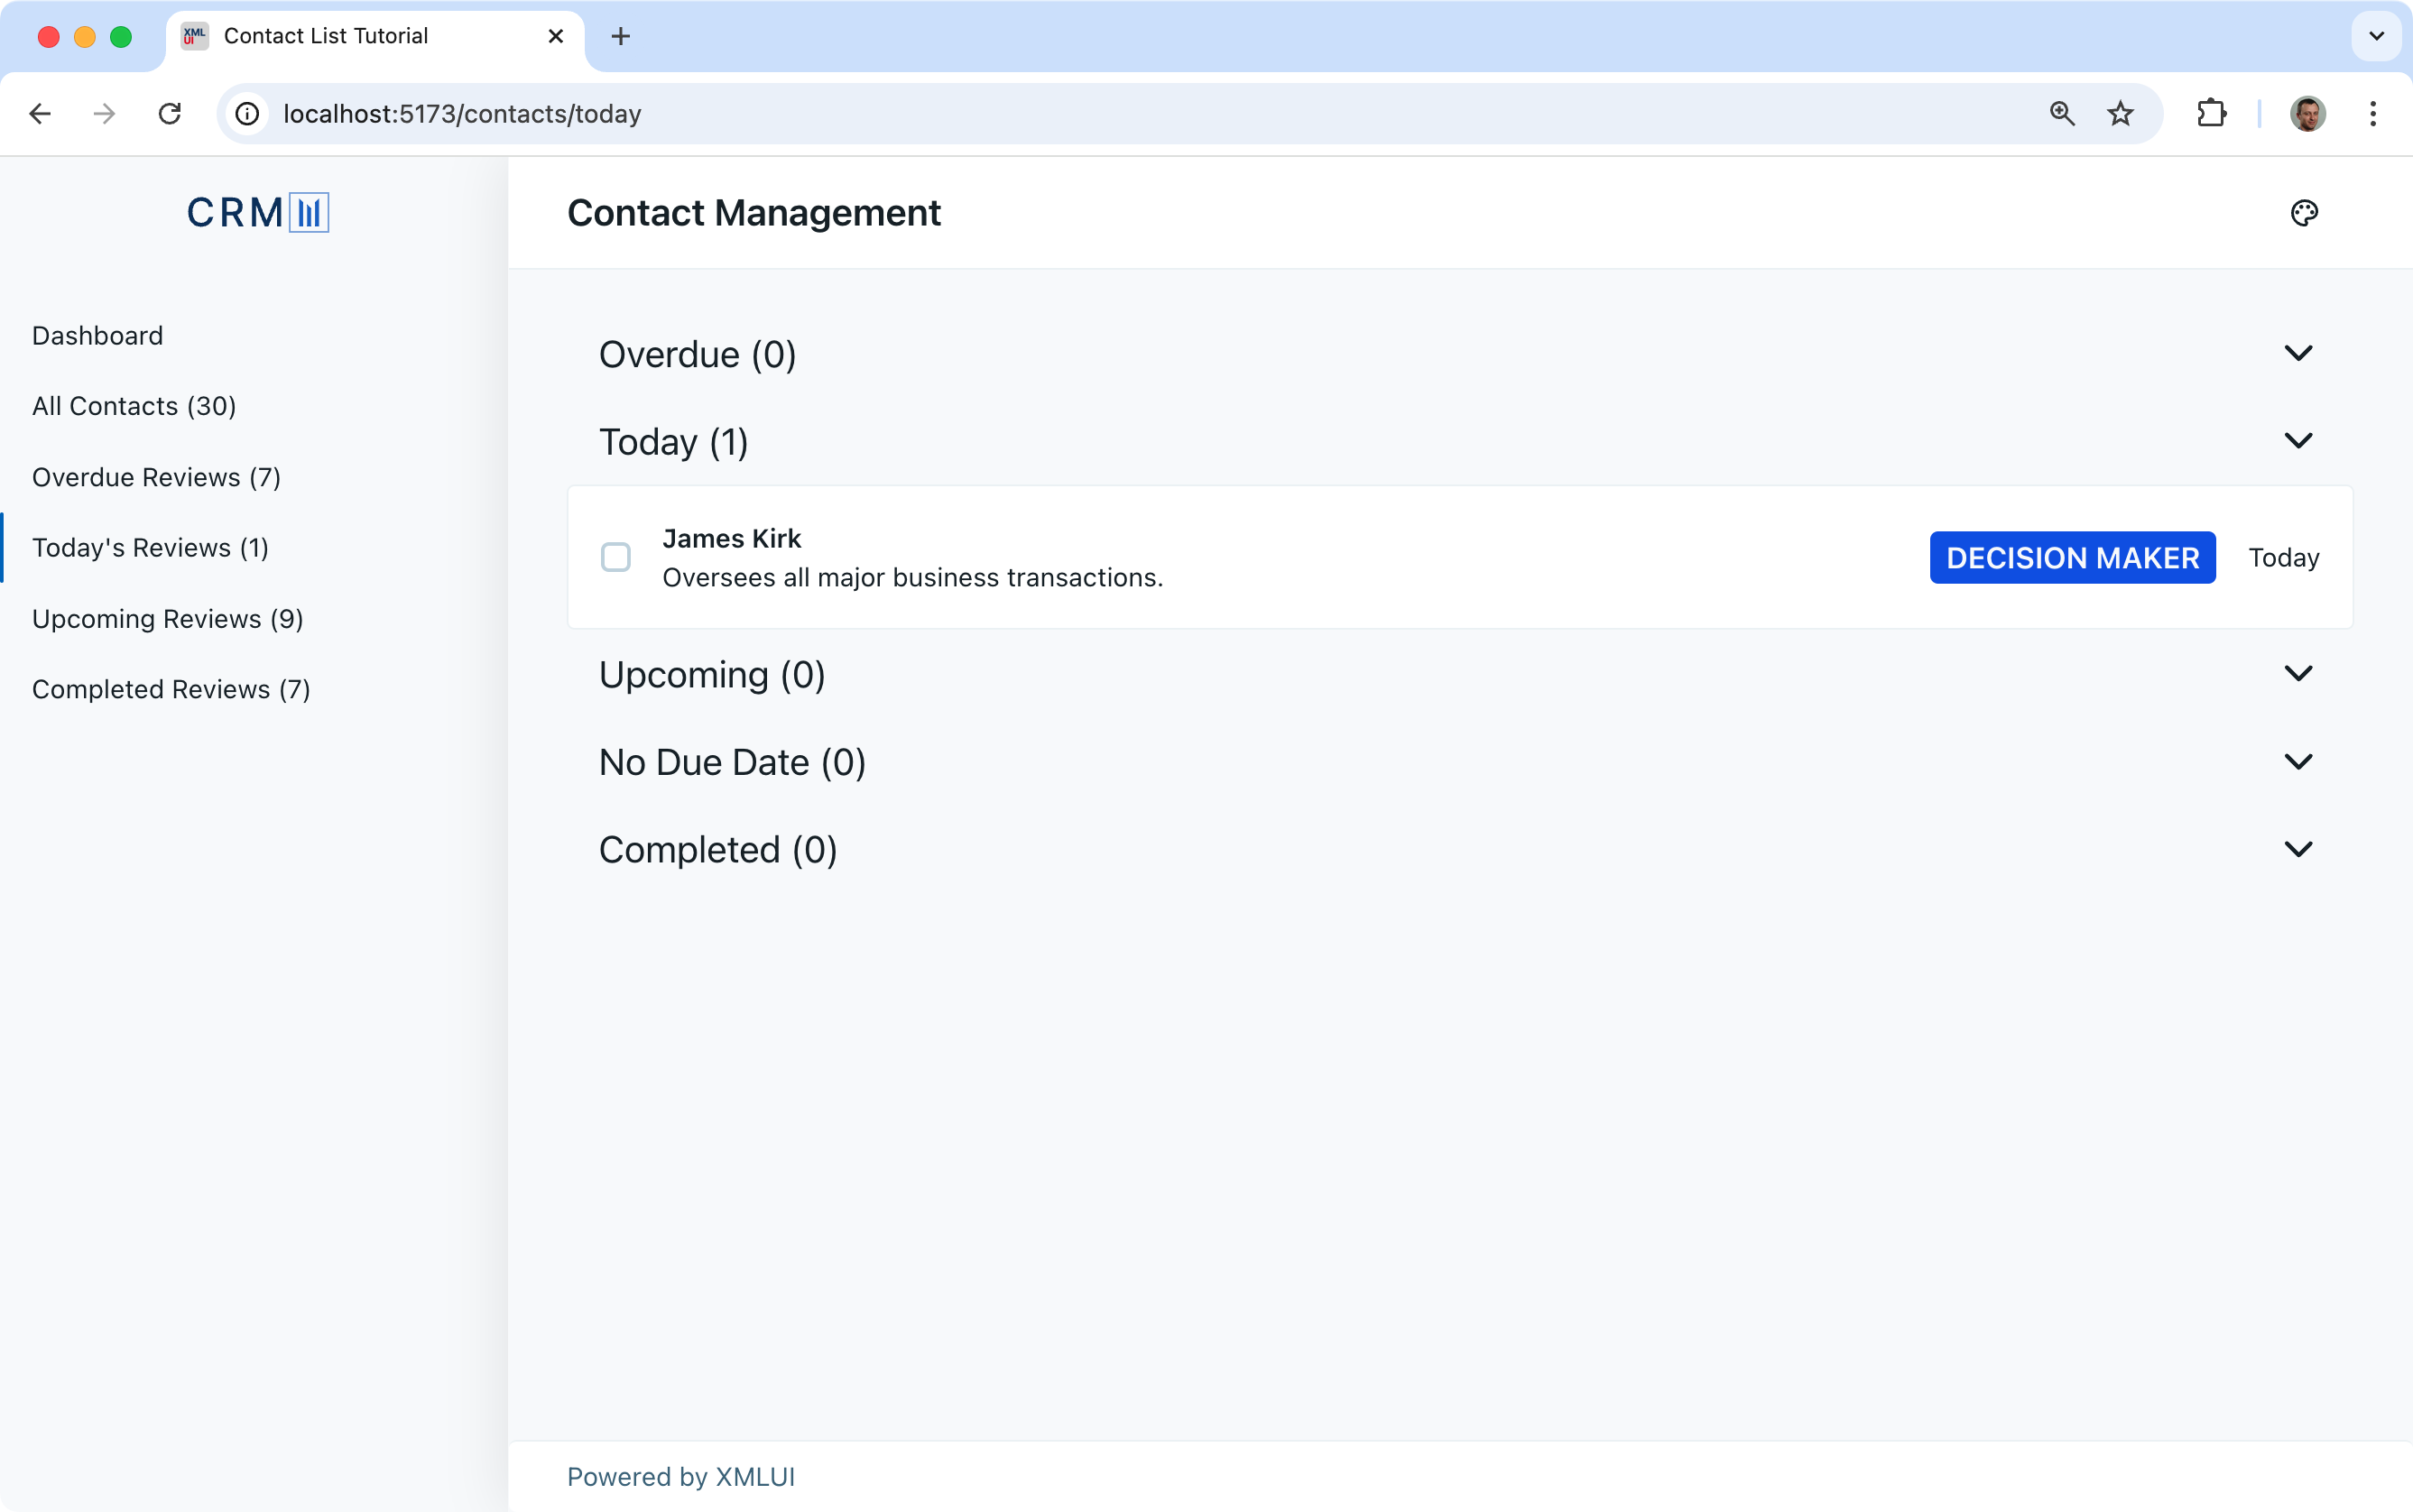 XML
UI
Contact List Tutorial
localhost:5173/contacts/today
CRM
Contact Management
Dashboard
All Contacts (30)
Overdue Reviews (7)
Today's Reviews (1)
Upcoming Reviews (9)
Completed Reviews (7)
Overdue (0)
Today (1)
James Kirk
Oversees all major business transactions.
DECISION MAKER
Today
Upcoming (0)
No Due Date (0)
Completed (0)
Powered by XMLUI